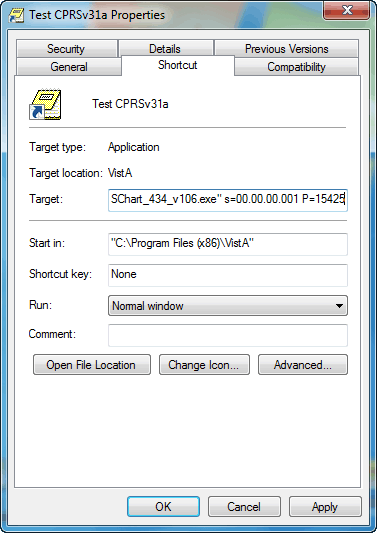 Test CPRSv31a Properties
Security Details Previous Versions
General Shortcut Compatibility
Test CPRSv31a
Target type: Application
Target location: VistA
Target: SChart_434_v106.exe" s=00.00.00.001 P=15425
Start in: "C:\Program Files (x86)\VistA"
Shortcut key: None
Run: Normal window
Comment:
Open File Location Change Icon... Advanced...
OK Cancel Apply